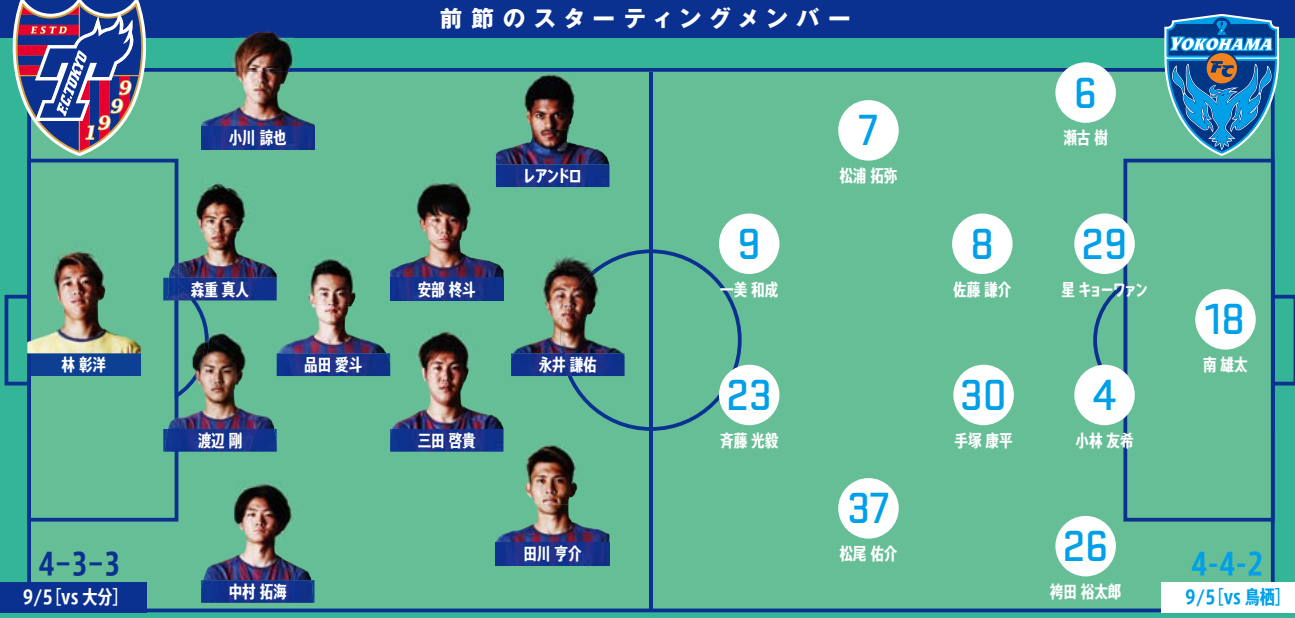 前節のスターティングメンバー
ESTD
F.C.TOKYO
1999
YOKOHAMA
FC
小川 諒也
レアンドロ
森重 真人
安部 柊斗
林 彰洋
品田 愛斗
永井 謙佑
渡辺 剛
三田 啓貴
中村 拓海
田川 亨介
4-3-3
9/5[vs 大分]
6
瀬古 樹
7
松浦 拓弥
9
一美 和成
8
佐藤 謙介
29
星 キョーワァン
18
南 雄太
23
斉藤 光毅
30
手塚 康平
4
小林 友希
37
松尾 佑介
26
袴田 裕太郎
4-4-2
9/5[vs 鳥栖]